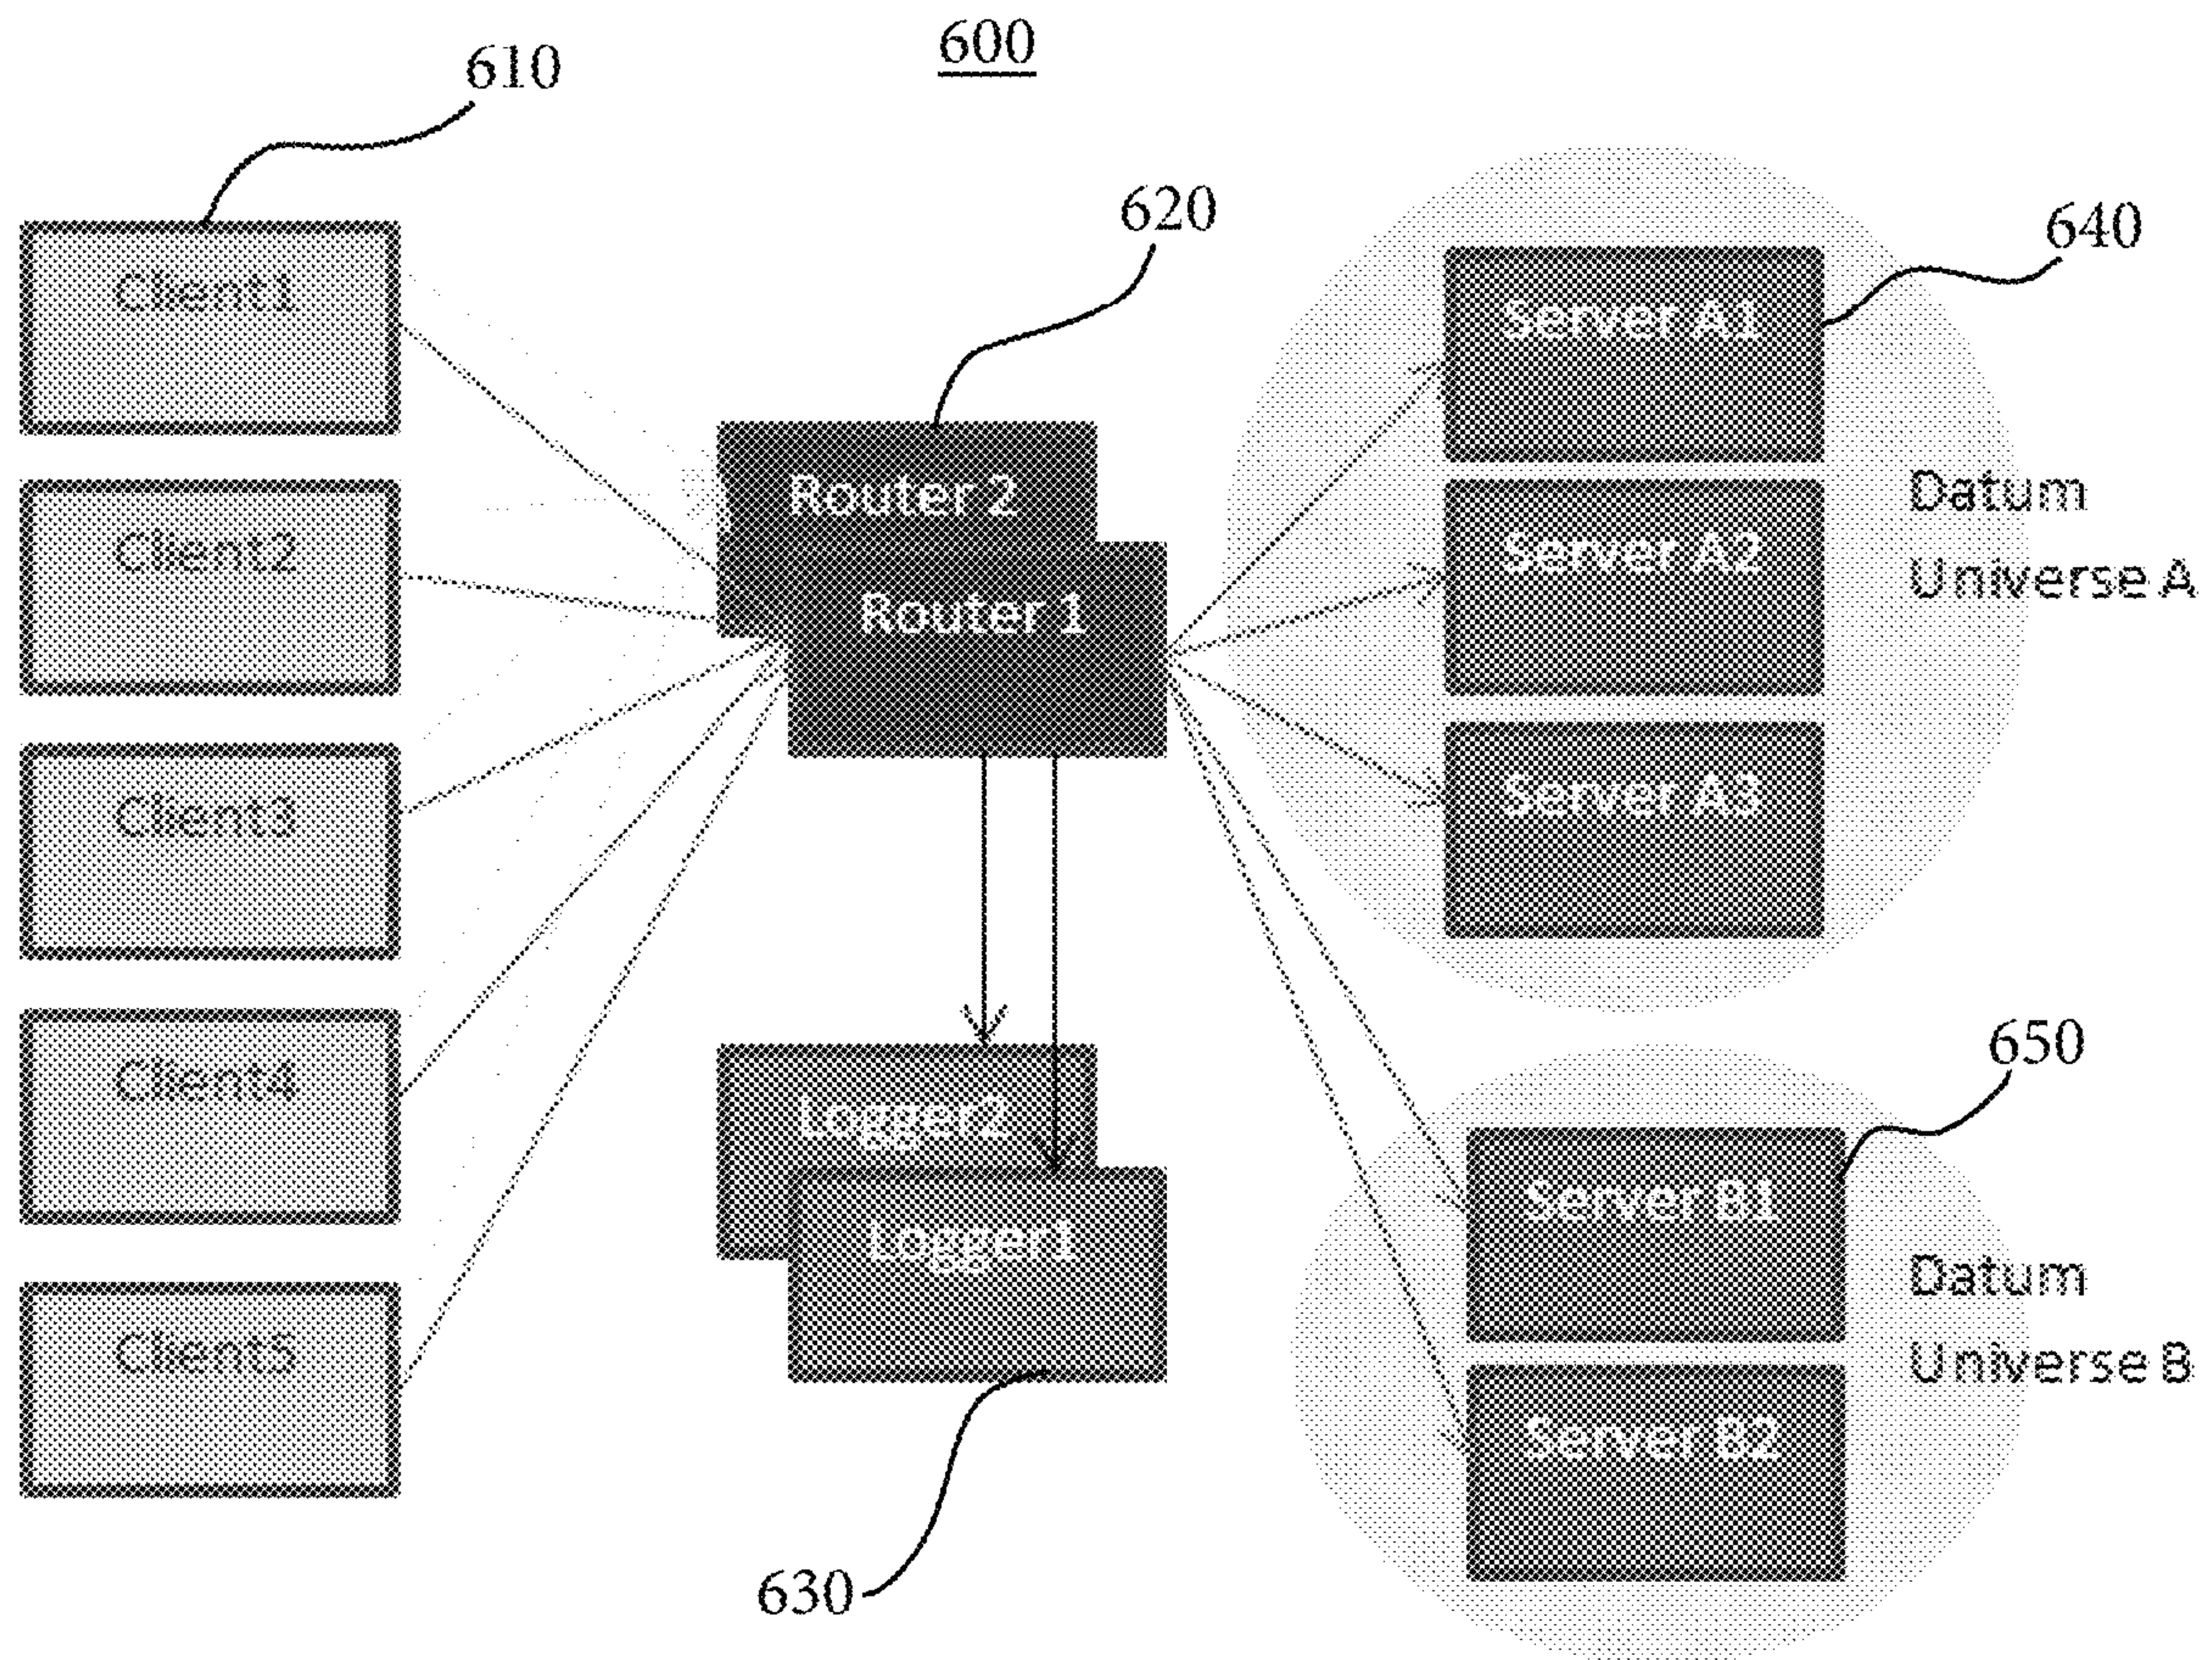 600
610
620
640
Client1
Client2
Client3
Client4
Client5
Router 2
Router 1
Logger2
Logger1
630
Server A1
Server A2
Server A3
Datum
Universe A
650
Server B1
Server B2
Datum
Universe B